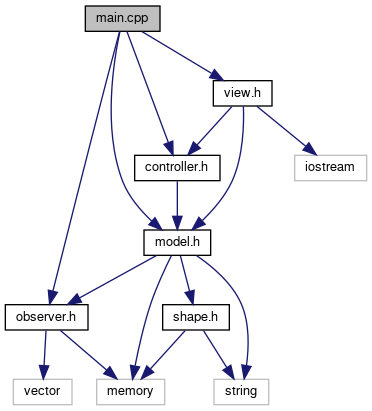 main.cpp
view.h
controller.h
iostream
model.h
observer.h
shape.h
vector
memory
string